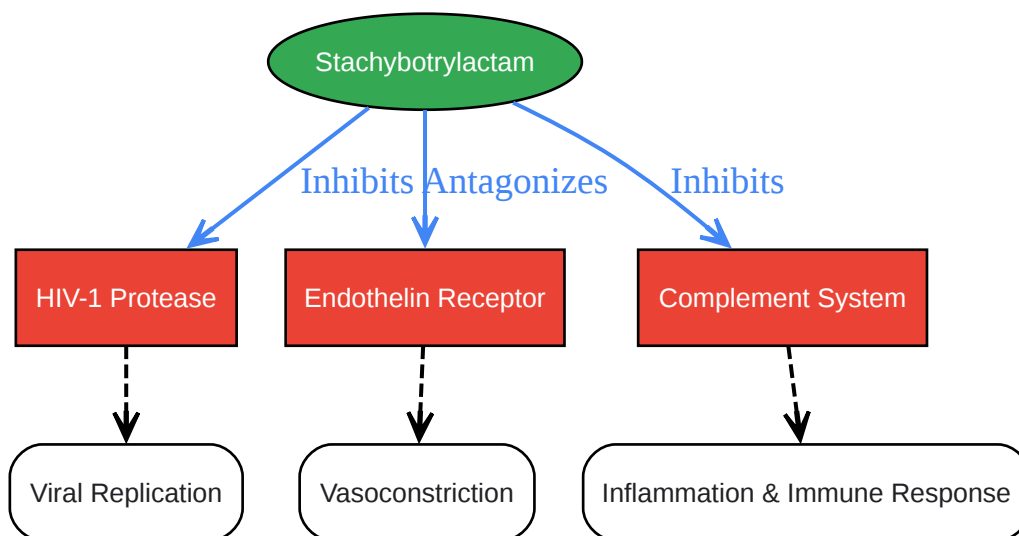 Stachybotrylactam
Inhibits Antagonizes Inhibits
HIV-1 Protease Endothelin Receptor Complement System
Viral Replication Vasoconstriction Inflammation & Immune Response